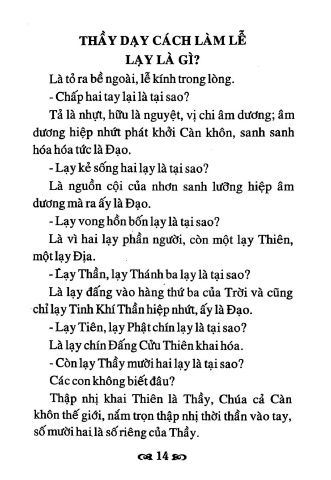 THẦY DẠY CÁCH LÀM LỄ
LẠY LÀ GÌ?
Là tỏ ra bề ngoài, lễ kính trong lòng.
- Chấp hai tay lại là tại sao?
Tả là nhựt, hữu là nguyệt, vị chi âm dương; âm
dương hiệp nhứt phát khởi Càn khôn, sanh sanh
hóa hóa tức là Đạo.
- Lạy kẻ sống hai lạy là tại sao?
Là nguồn cội của nhơn sanh lưỡng hiệp âm
dương mà ra ấy là Đạo.
- Lạy vong hồn bốn lạy là tại sao?
Là vì hai lạy phần người, còn một lạy Thiên,
một lạy Địa.
- Lạy Thần, lạy Thánh ba lạy là tại sao?
Là lạy đấng vào hàng thứ ba của Trời và cũng
chỉ lạy Tinh Khí Thần hiệp nhứt, ấy là Đạo.
- Lạy Tiên, lạy Phật chín lạy là tại sao?
Là lạy chín Đấng Cửu Thiên khai hóa.
- Còn lạy Thầy mười hai lạy là tại sao?
Các con không biết đâu?
Thập nhị khai Thiên là Thầy, Chúa cả Càn
khôn thế giới, nắm trọn thập nhị thời thần vào tay,
số mười hai là số riêng của Thầy.
14